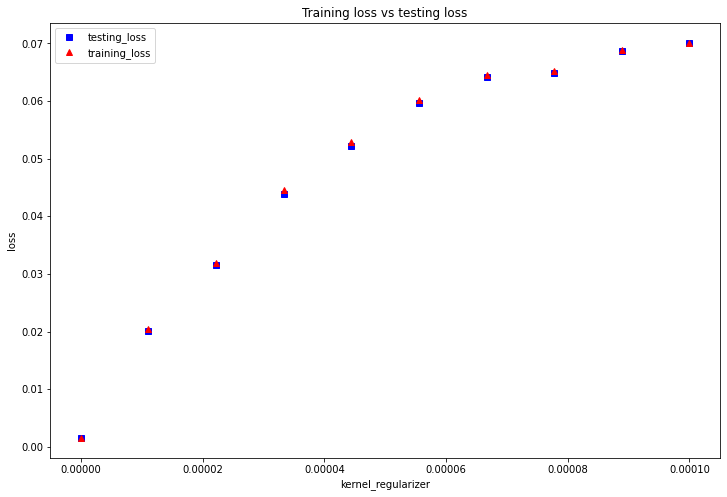 Training loss vs testing loss
testing_loss
training_loss
0.07
0.06
0.05
0.04
0.03
0.02
0.01
0.00
loss
0.00000 0.00002 0.00004 0.00006 0.00008 0.00010
kernel_regularizer